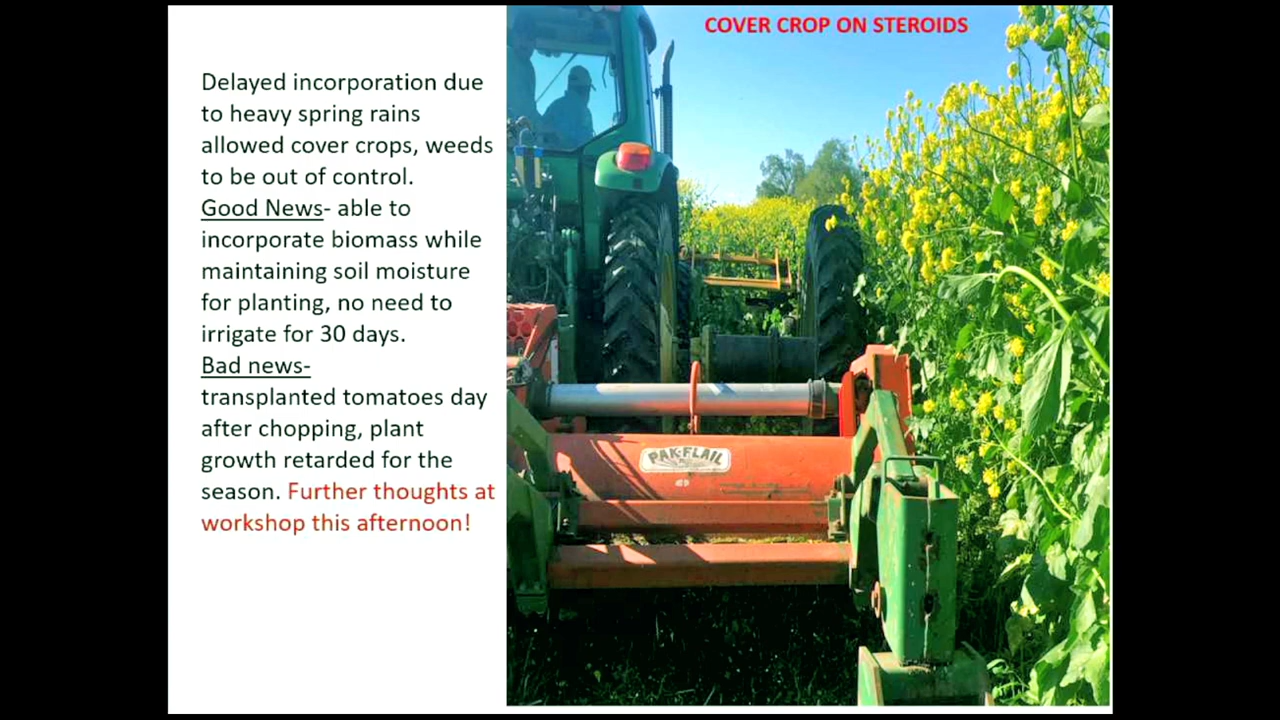 COVER CROP ON STEROIDS
Delayed incorporation due
to heavy spring rains
allowed cover crops, weeds
to be out of control.
Good News- able to
incorporate biomass while
maintaining soil moisture
for planting, no need to
irrigate for 30 days.
Bad news-
transplanted tomatoes day
after chopping, plant
growth retarded for the
season. Further thoughts at
workshop this afternoon!
PAK-FLAIL